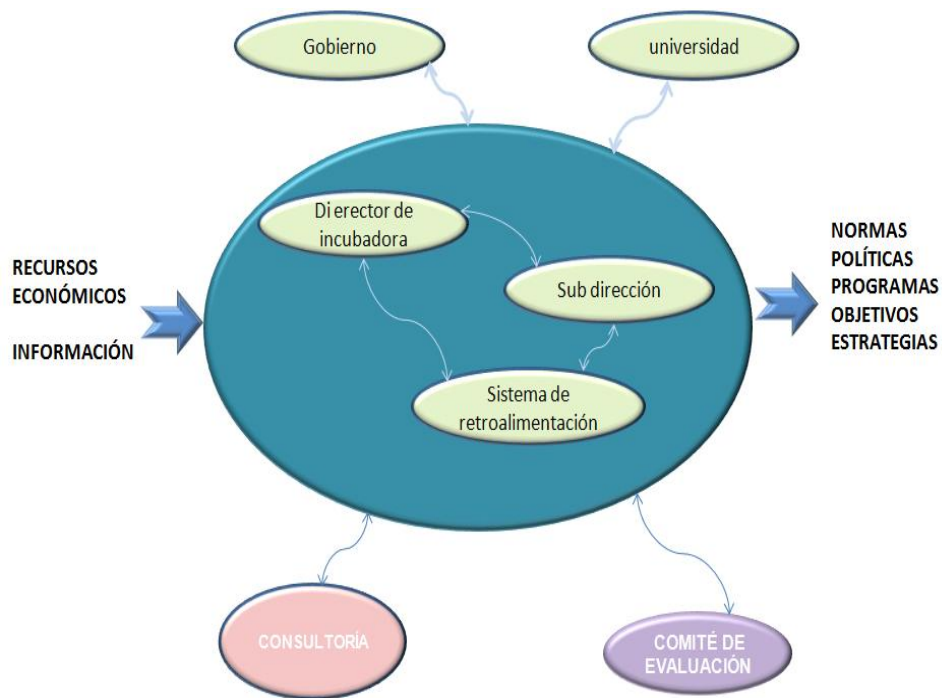 Gobierno
universidad
Di erector de
incubadora
Sub dirección
Sistema de
retroalimentación
RECURSOS
ECONÓMICOS
INFORMACIÓN
NORMAS
POLÍTICAS
PROGRAMAS
OBJETIVOS
ESTRATEGIAS
CONSULTORÍA
COMITÉ DE
EVALUACIÓN